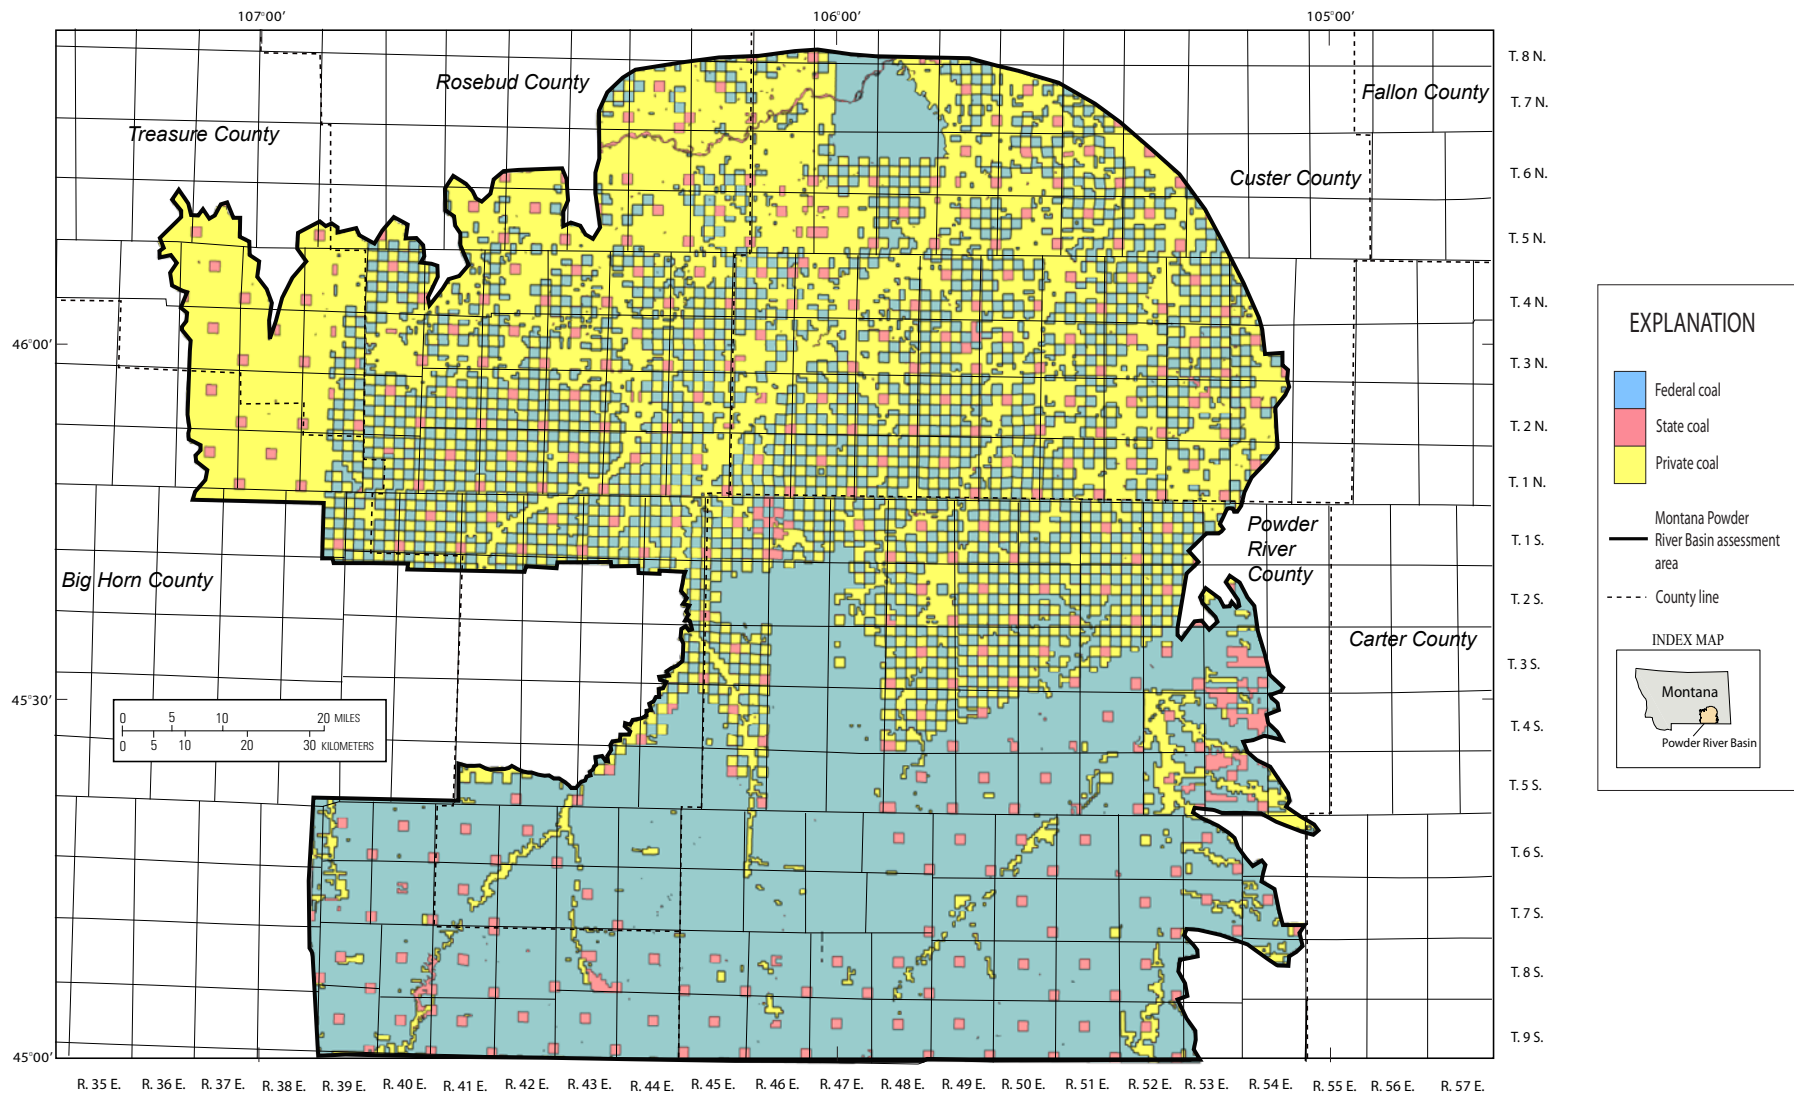 107°00′ 106°00′ 105°00′
Rosebud County
Treasure County
Fallon County
Custer County
Big Horn County
Powder
River
County
Carter County
46°00′
45°30′
45°00′
T. 8 N.
T. 7 N.
T. 6 N.
T. 5 N.
T. 4 N.
T. 3 N.
T. 2 N.
T. 1 N.
T. 1 S.
T. 2 S.
T. 3 S.
T. 4 S.
T. 5 S.
T. 6 S.
T. 7 S.
T. 8 S.
T. 9 S.
0 5 10 20 MILES
0 5 10 20 30 KILOMETERS
R. 35 E. R. 36 E. R. 37 E. R. 38 E. R. 39 E. R. 40 E. R. 41 E. R. 42 E. R. 43 E. R. 44 E. R. 45 E. R. 46 E. R. 47 E. R. 48 E. R. 49 E. R. 50 E. R. 51 E. R. 52 E. R. 53 E. R. 54 E. R. 55 E. R. 56 E. R. 57 E.
EXPLANATION
Federal coal
State coal
Private coal
Montana Powder
River Basin assessment
area
County line
INDEX MAP
Montana
Powder River Basin